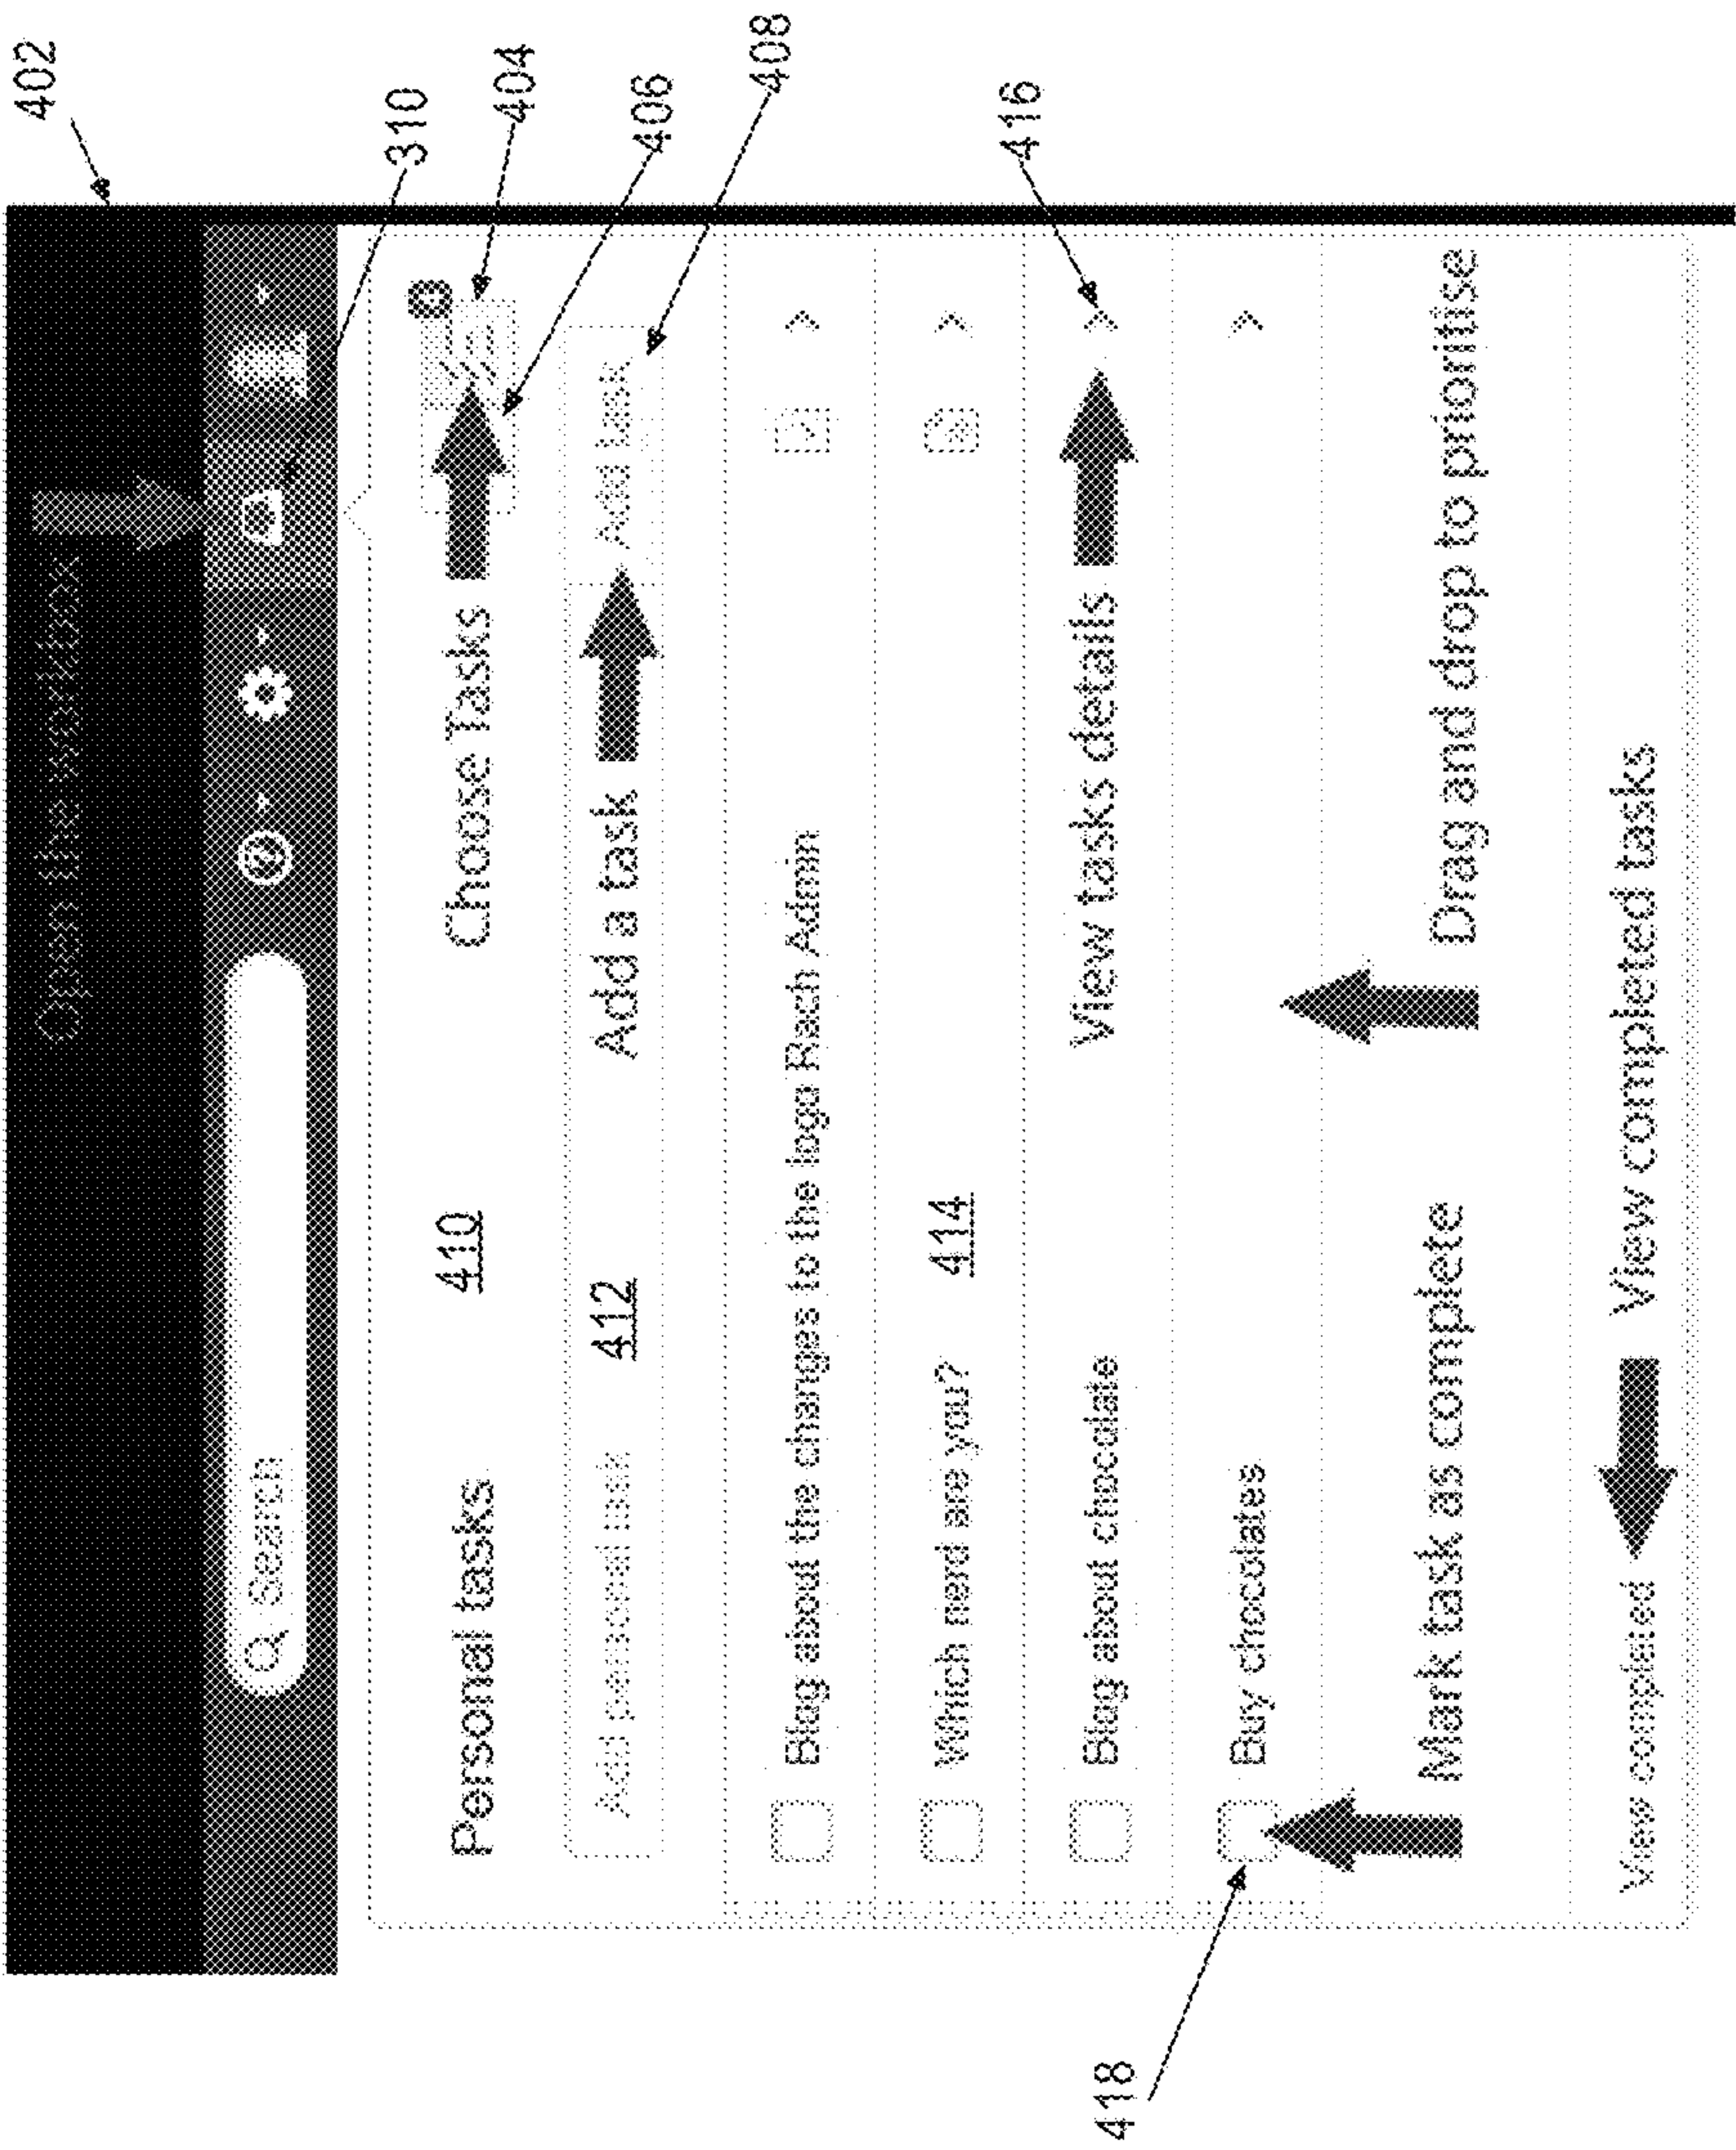 402
Open the workbox
Search
310
Personal tasks
410
Choose Tasks
404
406
Add personal task
412
Add a task
Add task
408
Blog about the changes to the logo Rach Admin
Which nerd are you?
414
Blog about chocolate
View tasks details
416
Buy chocolates
418
Mark task as complete
Drag and drop to prioritise
View completed
View completed tasks